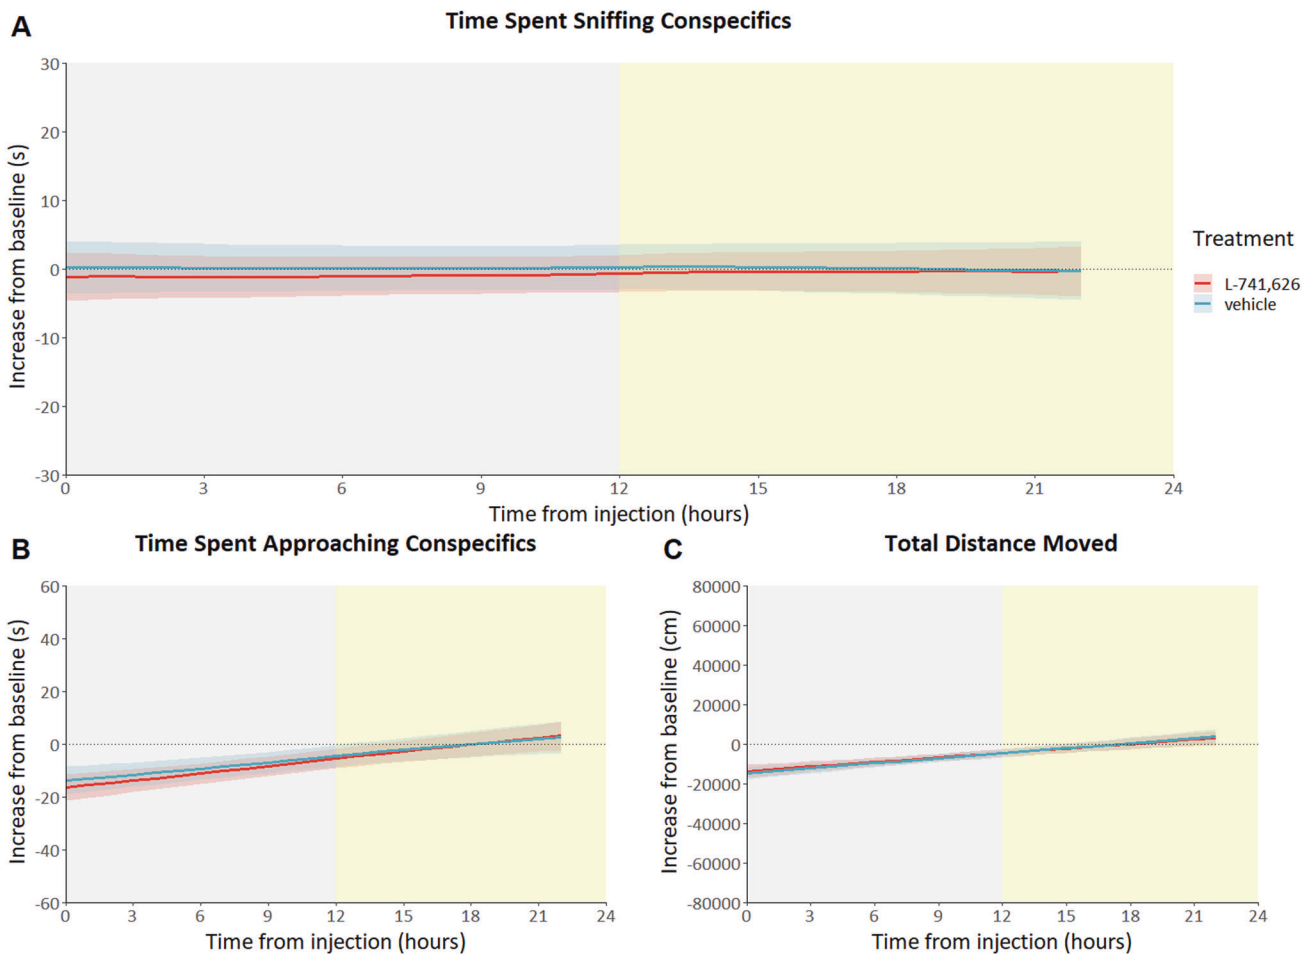 A
Time Spent Sniffing Conspecifics
Increase from baseline (s)
30
20
10
0
-10
-20
-30
0 3 6 9 12 15 18 21 24
Time from injection (hours)
Treatment
L-741,626
vehicle
B
Time Spent Approaching Conspecifics
Increase from baseline (s)
60
40
20
0
-20
-40
-60
0 3 6 9 12 15 18 21 24
Time from injection (hours)
C
Total Distance Moved
Increase from baseline (cm)
80000
60000
40000
20000
0
-20000
-40000
-60000
-80000
0 3 6 9 12 15 18 21 24
Time from injection (hours)